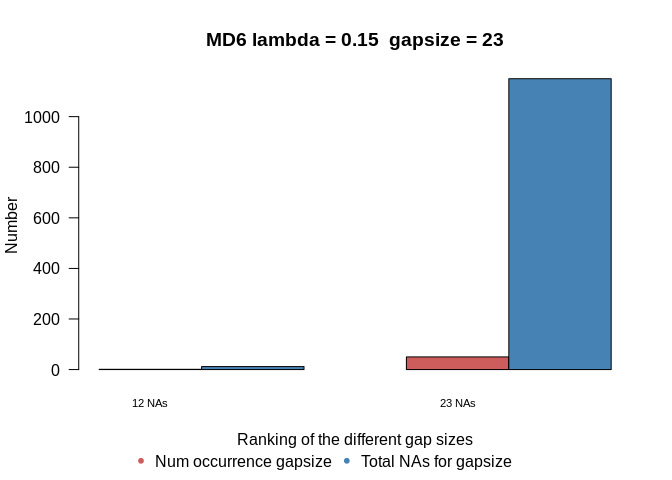 MD6 lambda = 0.15  gapsize = 23
Number
1000
800
600
400
200
0
12 NAs
23 NAs
Ranking of the different gap sizes
Num occurrence gapsize
Total NAs for gapsize